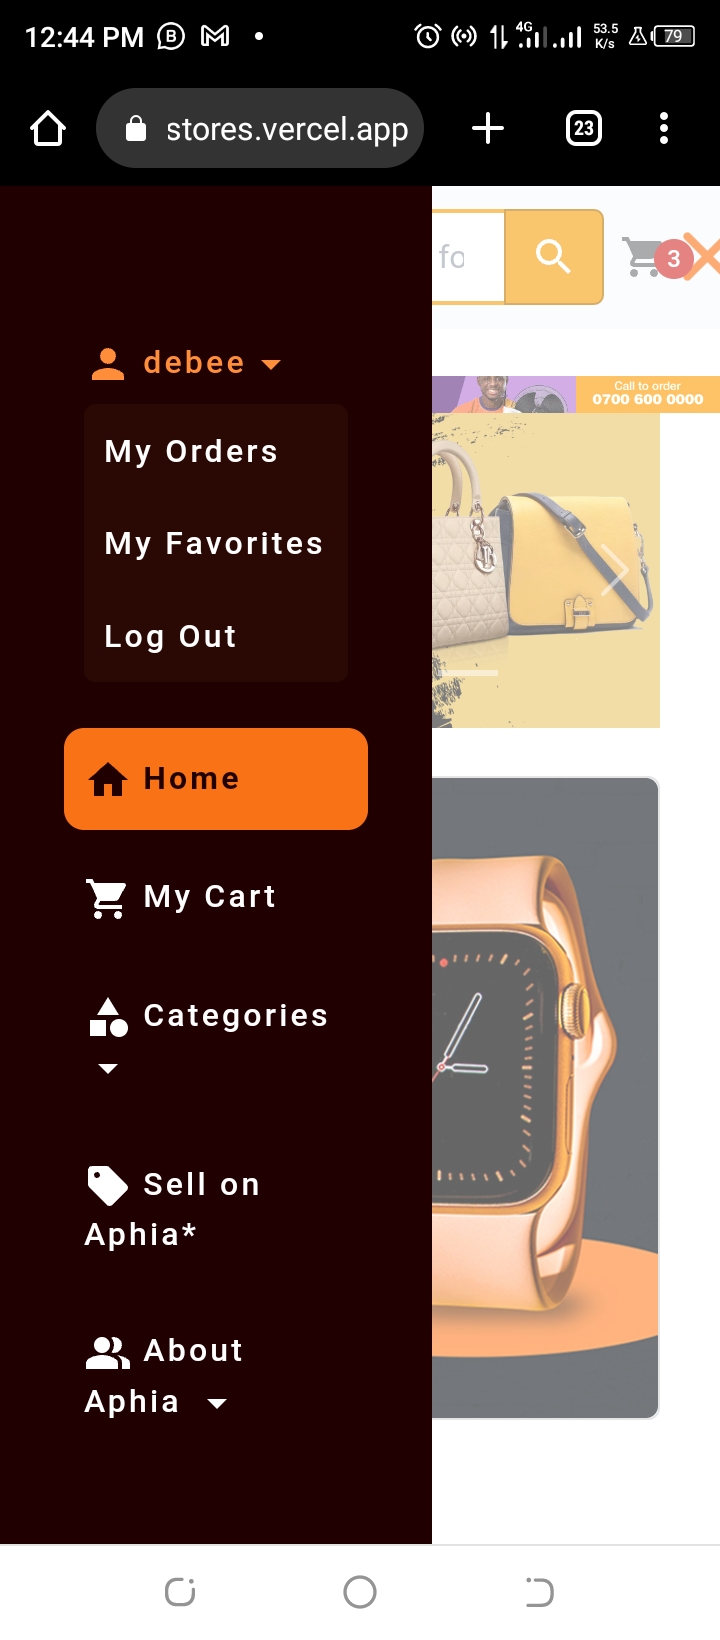 12:44 PM
4G
53.5
K/s
79
stores.vercel.app
23
fo
3
debee
Call to order
0700 600 0000
My Orders
My Favorites
Log Out
Home
My Cart
Categories
Sell on
Aphia*
About
Aphia